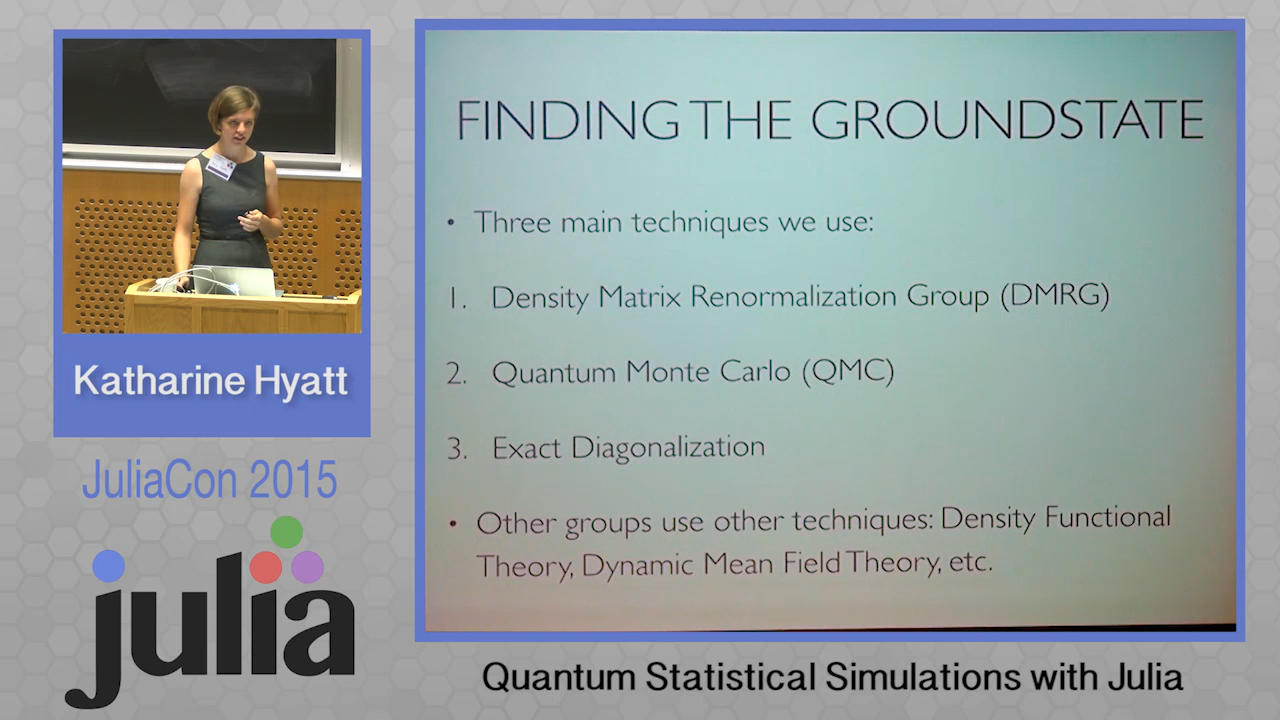 FINDING THE GROUNDSTATE
• Three main techniques we use:
1. Density Matrix Renormalization Group (DMRG)
2. Quantum Monte Carlo (QMC)
3. Exact Diagonalization
• Other groups use other techniques: Density Functional
Theory, Dynamic Mean Field Theory, etc.
Katharine Hyatt
JuliaCon 2015
julia
Quantum Statistical Simulations with Julia